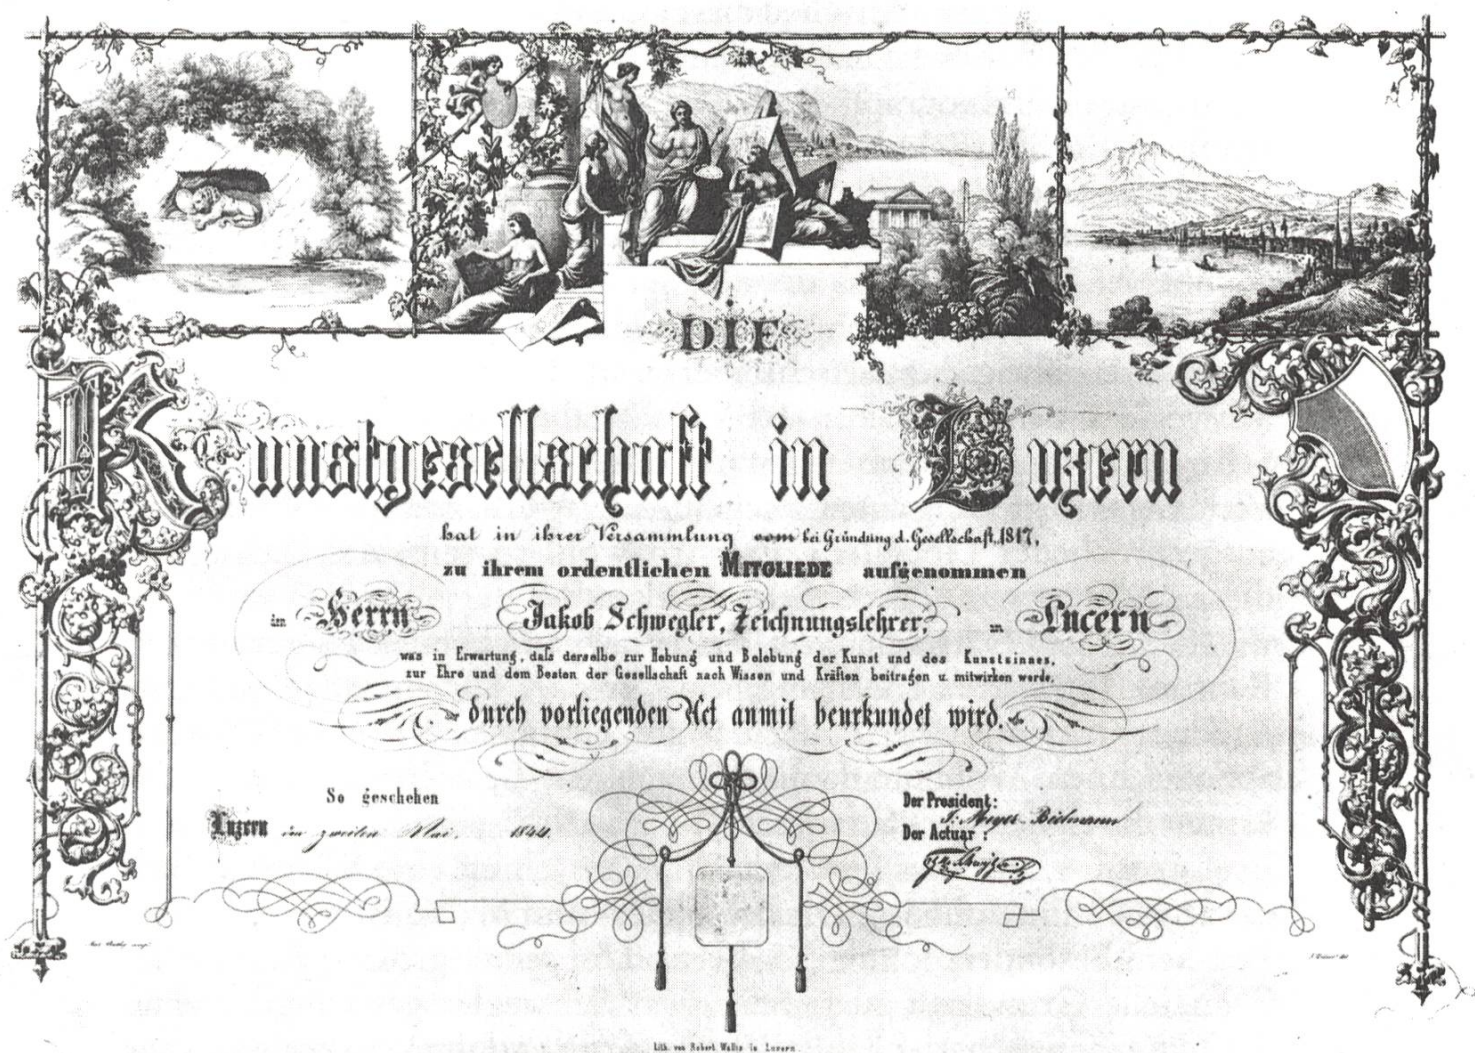 DIE
Kunstgesellschaft in Luzern
hat in ihrer Versammlung vom bei Gründung d. Gesellschaft, 1817,
zu ihrem ordentlichen MITGLIEDE aufgenommen
Herrn Jakob Schwegler, Zeichnungslehrer, in Lucern
was in Erwartung, dass derselbe zur Hebung und Belebung der Kunst und des Kunstsinnes,
zur Ehre und dem Besten der Gesellschaft nach Wissen und Kräften beitragen u. mitwirken werde,
durch vorliegenden Act anmit beurkundet wird.
So geschehen
Luzern den zweiten Mai 1844.
Der President:
J. Meyer-Bielmann
Der Actuar:
Lith. von Robert Wallis in Luzern